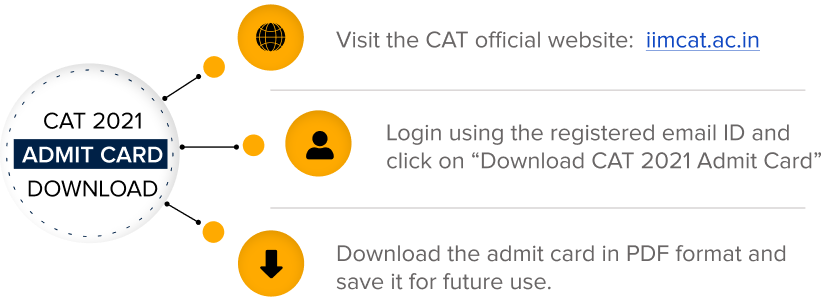 CAT 2021
ADMIT CARD
DOWNLOAD
Visit the CAT official website: iimcat.ac.in
Login using the registered email ID and
click on “Download CAT 2021 Admit Card”
Download the admit card in PDF format and
save it for future use.